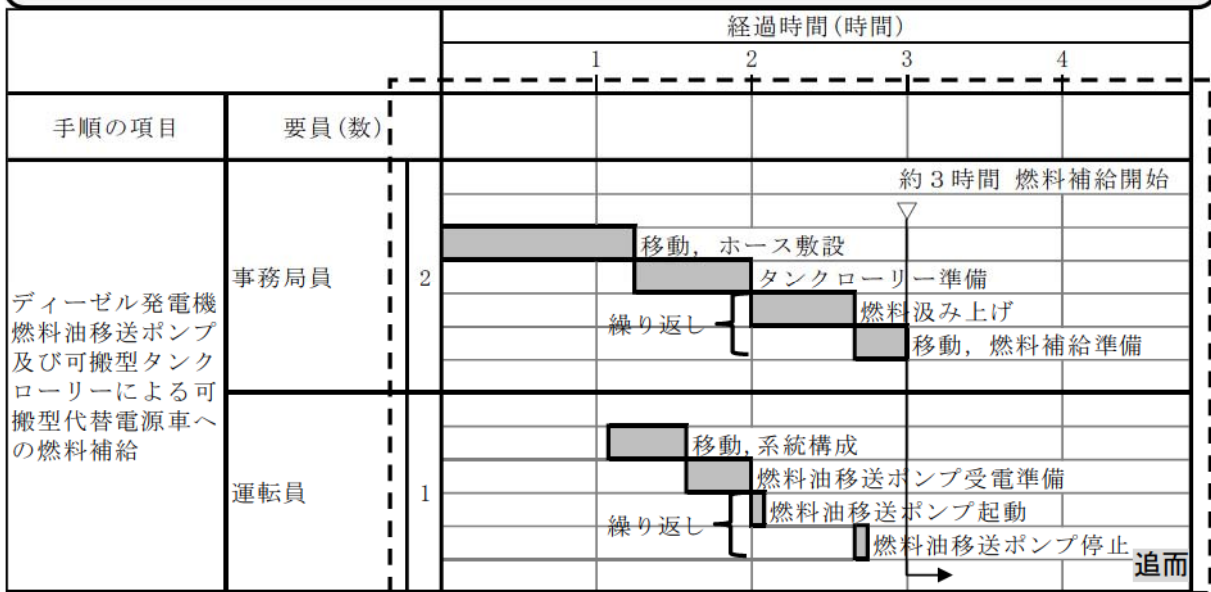 経過時間(時間)
1 2 3 4
手順の項目 要員(数)
約3時間 燃料補給開始
移動, ホース敷設
事務局員 2
タンクローリー準備
繰り返し
燃料汲み上げ
移動, 燃料補給準備
ディーゼル発電機
燃料油移送ポンプ
及び可搬型タンク
ローリーによる可
搬型代替電源車へ
の燃料補給
移動,系統構成
運転員 1
燃料油移送ポンプ受電準備
繰り返し
燃料油移送ポンプ起動
燃料油移送ポンプ停止
追而